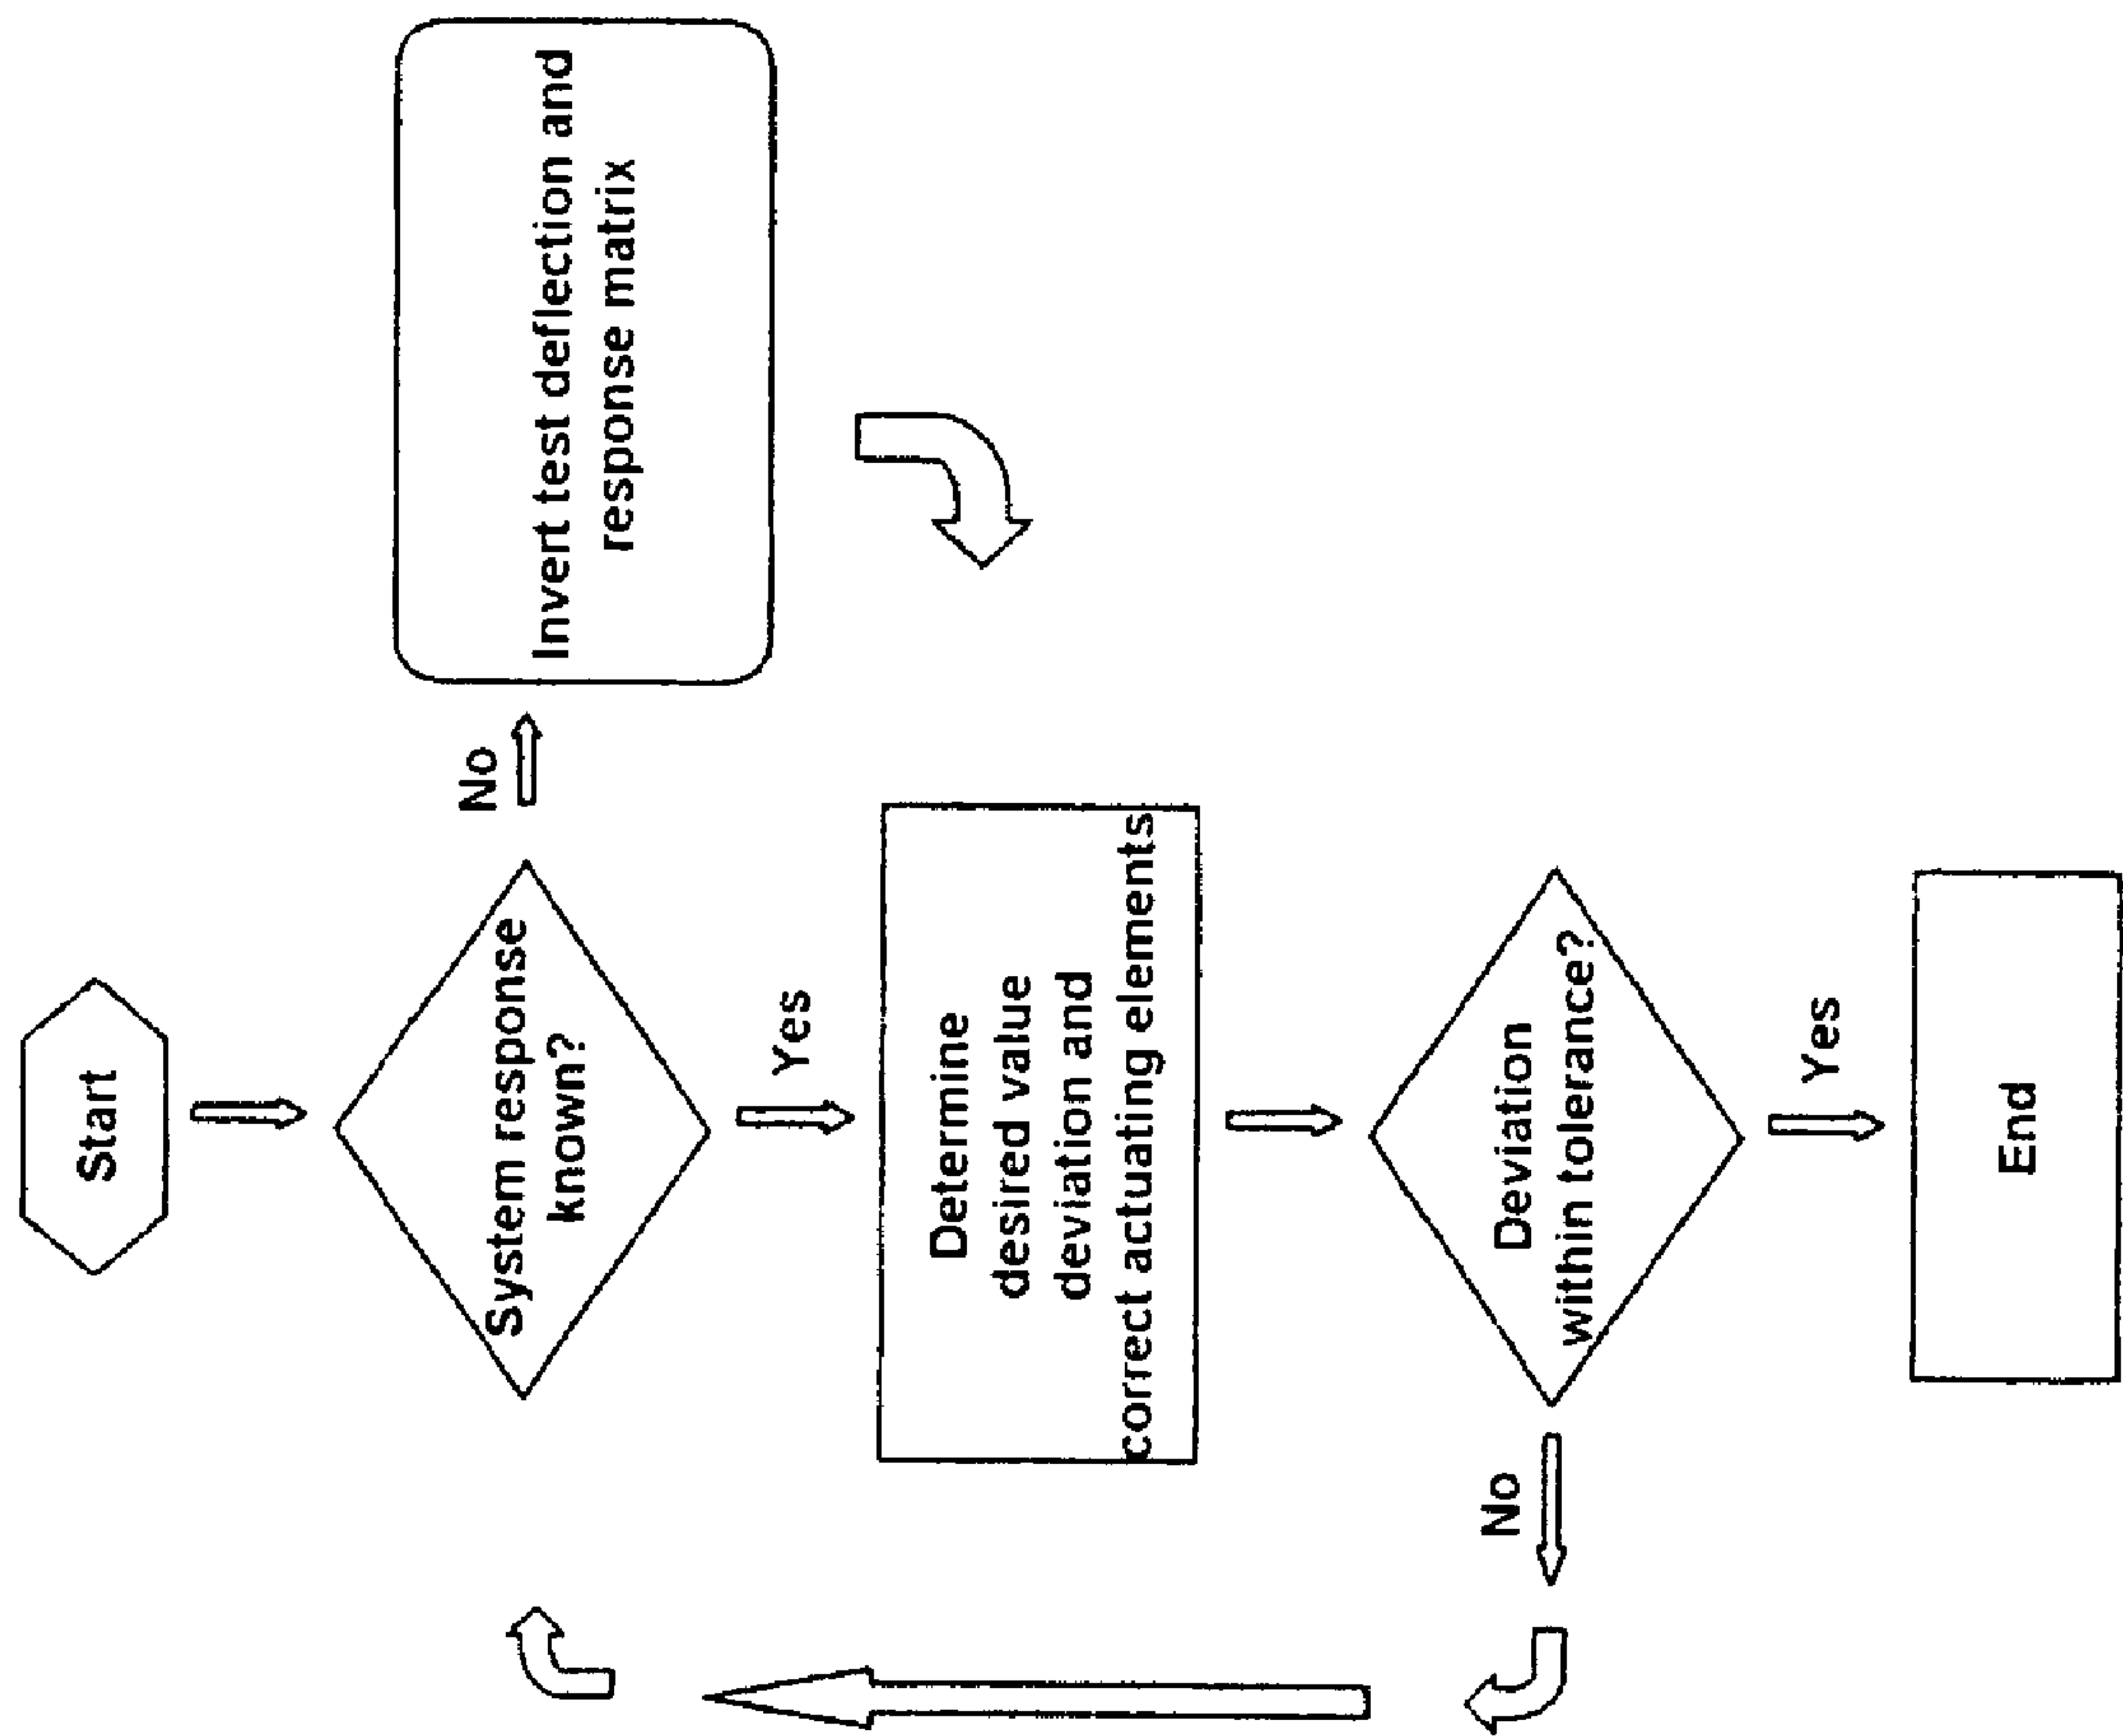 Start
System response
known?
No
Invert test deflection and
response matrix
Yes
Determine
desired value
deviation and
correct actuating elements
Deviation
within tolerance?
No
Yes
End